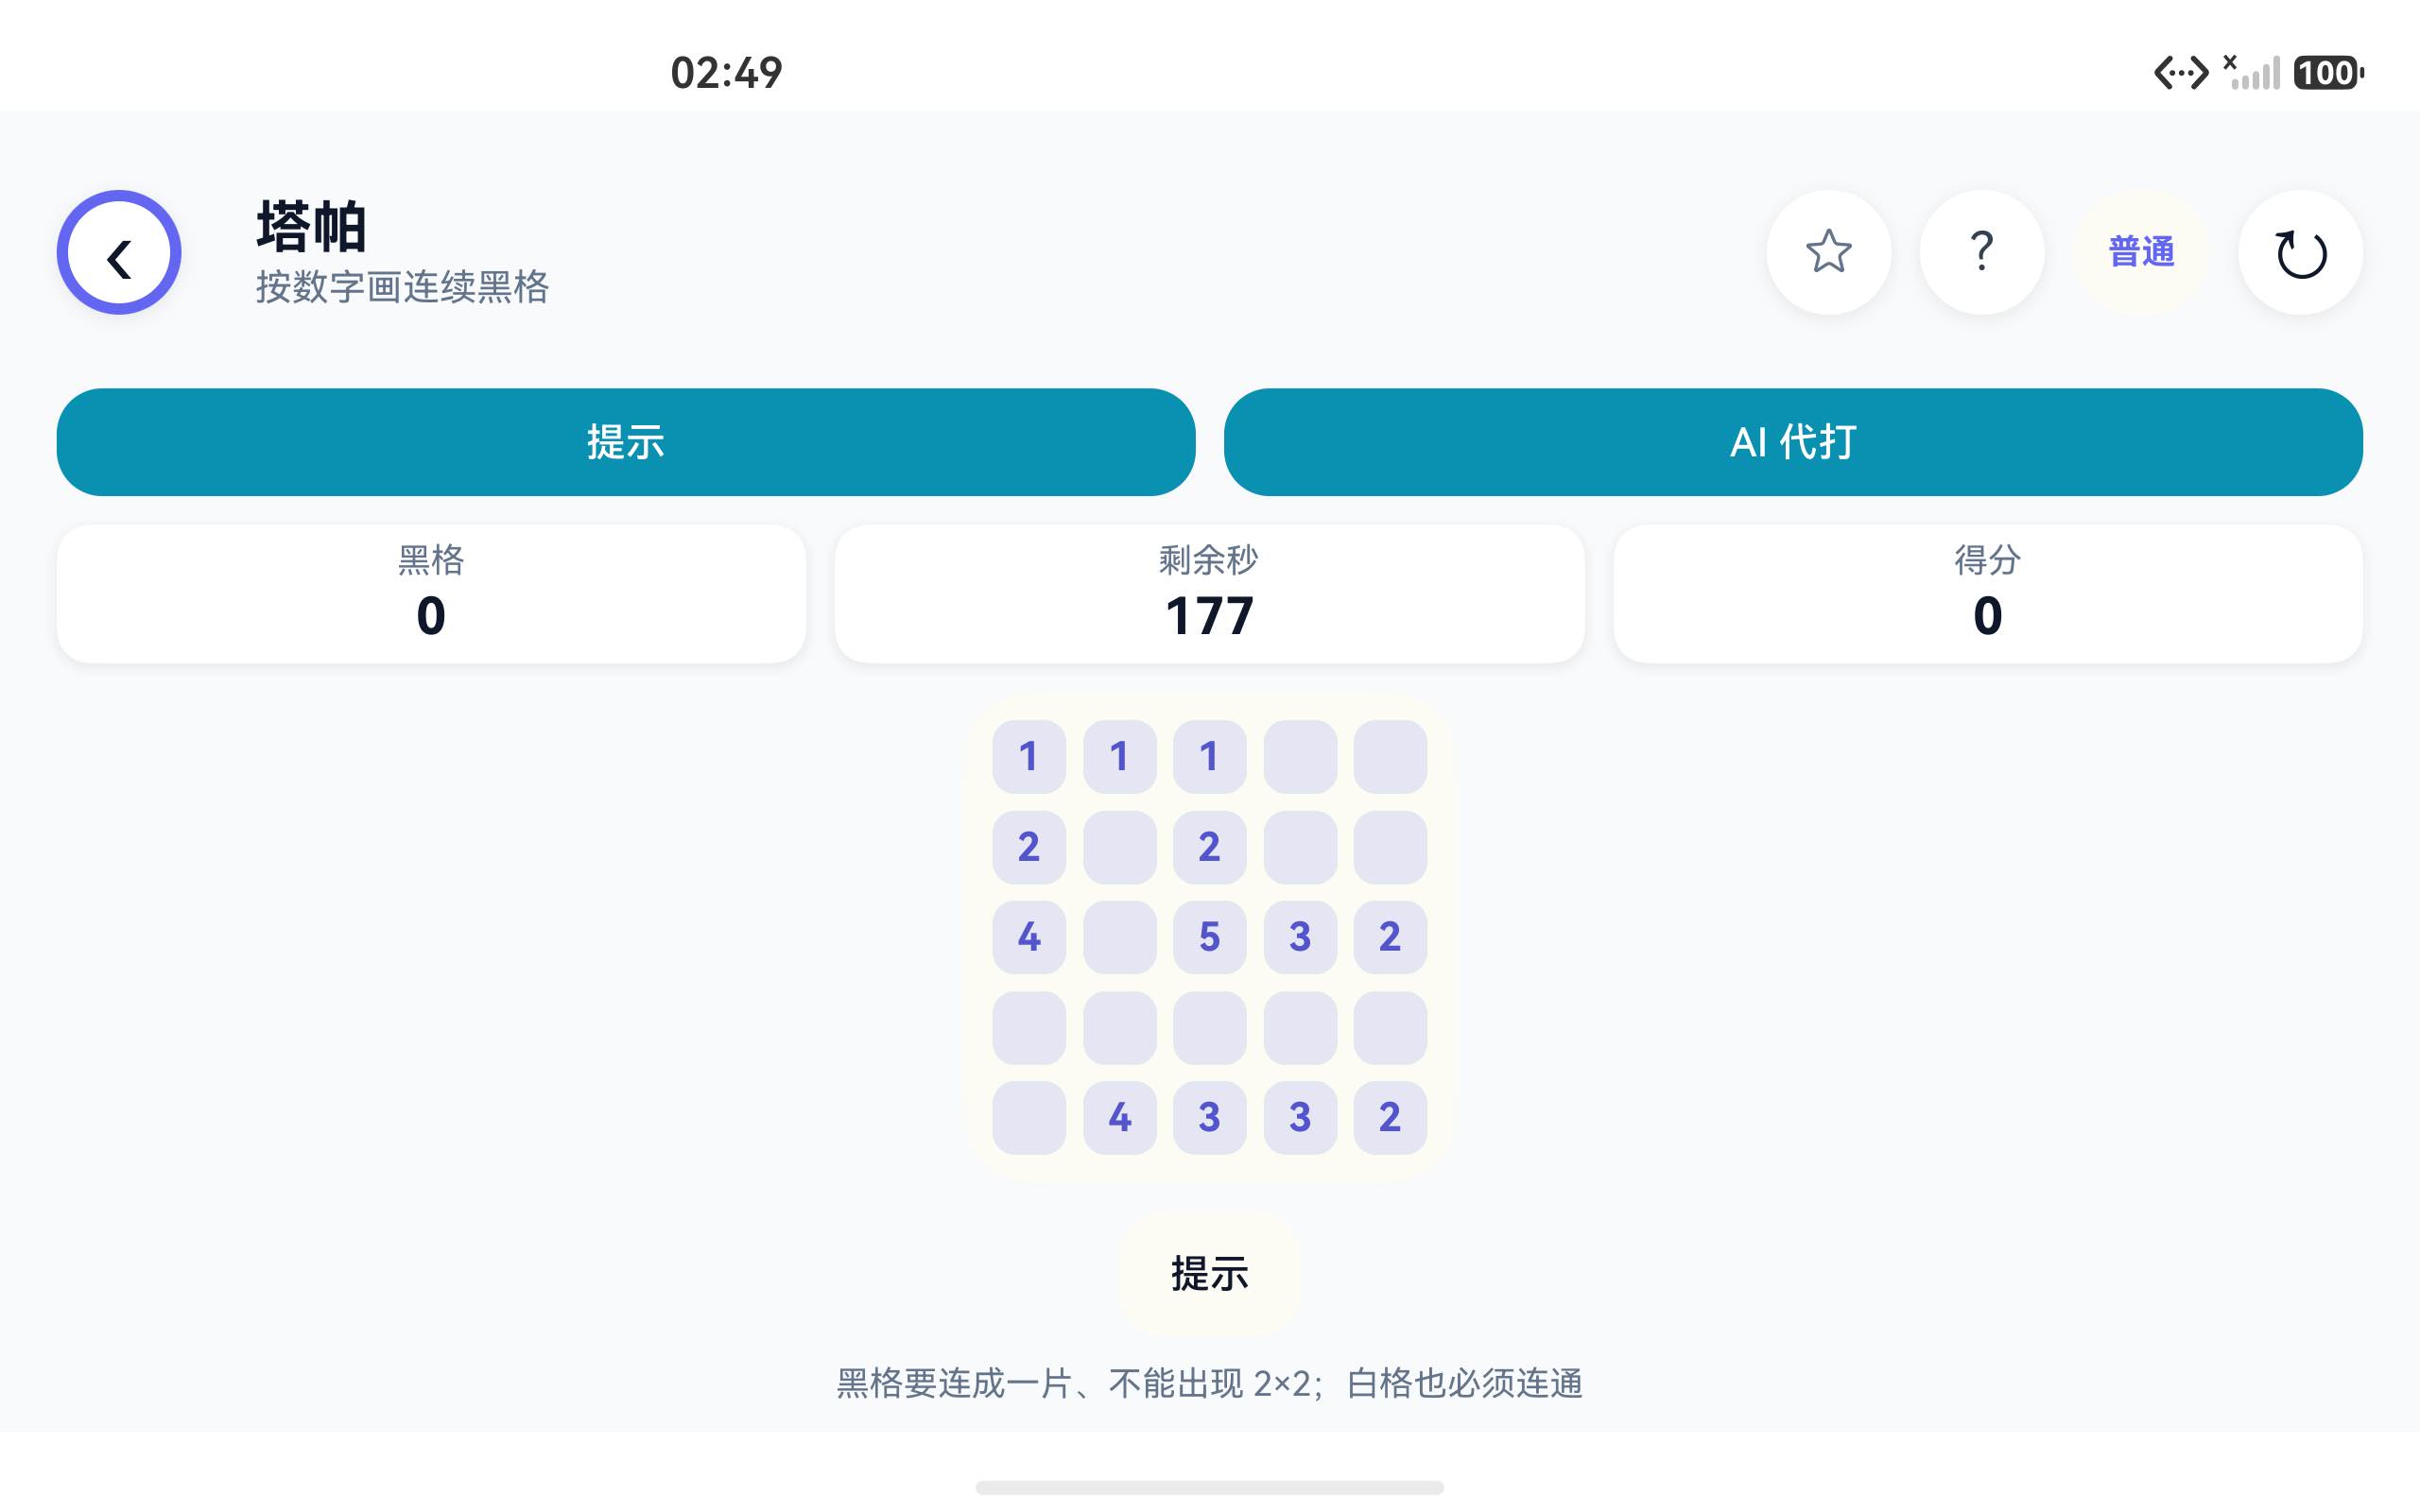 02:49
100
塔帕
按数字画连续黑格
?
普通
提示
AI 代打
黑格
0
剩余秒
177
得分
0
1 1 1
2 2
4 5 3 2
4 3 3 2
提示
黑格要连成一片、不能出现 2×2；白格也必须连通